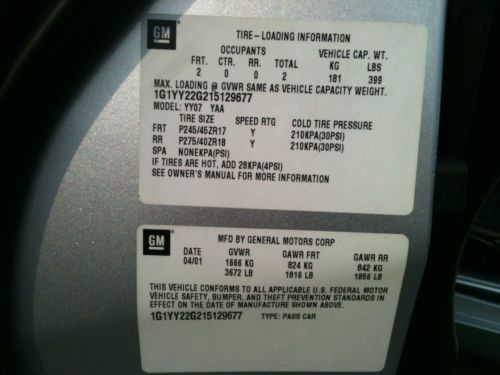 GM
TIRE-LOADING INFORMATION
OCCUPANTS VEHICLE CAP. WT.
FRT. CTR. RR. TOTAL KG LBS
2 0 0 2 181 399
MAX. LOADING @ GVWR SAME AS VEHICLE CAPACITY WEIGHT.
1G1YY22G215129677
MODEL: YY07 YAA
TIRE SIZE SPEED RTG COLD TIRE PRESSURE
FRT P245/45ZR17 Y 210KPA(30PSI)
RR P275/40ZR18 Y 210KPA(30PSI)
SPA NONEKPA(PSI)
IF TIRES ARE HOT, ADD 28KPA(4PSI)
SEE OWNER'S MANUAL FOR MORE INFORMATION
GM
MFD BY GENERAL MOTORS CORP
DATE GVWR GAWR FRT GAWR RR
04/01 1666 KG 824 KG 842 KG
3672 LB 1816 LB 1856 LB
THIS VEHICLE CONFORMS TO ALL APPLICABLE U.S. FEDERAL MOTOR
VEHICLE SAFETY, BUMPER, AND THEFT PREVENTION STANDARDS IN
EFFECT ON THE DATE OF MANUFACTURE SHOWN ABOVE.
1G1YY22G215129677 TYPE: PASS CAR